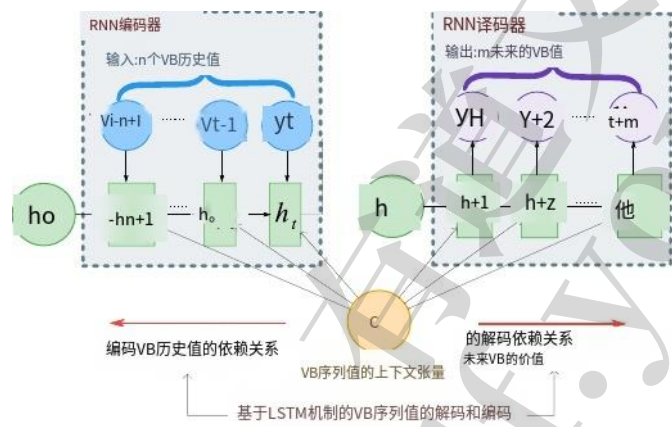 RNN编码器
RNN译码器
输入:n个VB历史值
输出:m未来的VB值
Vi-n+I
......
Vt-1
yt
УН
Y+2
......
t+m
ho
-hn+1
......
h。
h_t
h
h+1
h+z
......
他
C
编码VB历史值的依赖关系
的解码依赖关系
未来VB的价值
VB序列值的上下文张量
基于LSTM机制的VB序列值的解码和编码